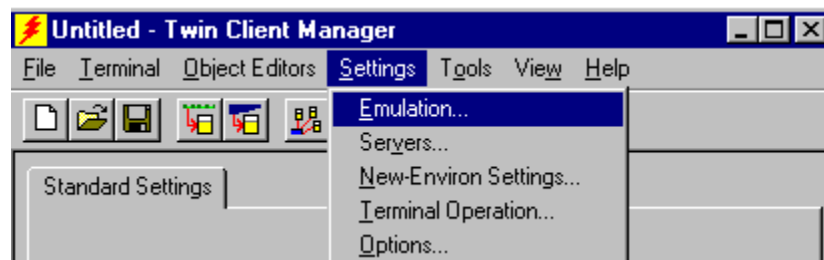 Untitled - Twin Client Manager
File Terminal Object Editors Settings Tools View Help
Emulation...
Servers...
Standard Settings
New-Environ Settings...
Terminal Operation...
Options...